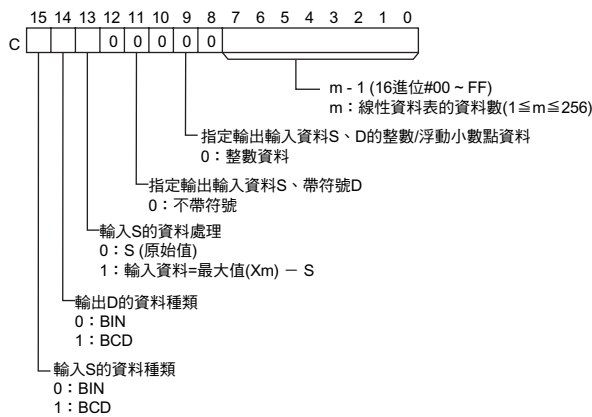 15 14 13 12 11 10 9 8 7 6 5 4 3 2 1 0
C 0 0 0 0 0
m - 1 (16進位#00 ~ FF)
m：線性資料表的資料數(1≦m≦256)
指定輸出輸入資料S、D的整數/浮動小數點資料
0：整數資料
指定輸出輸入資料S、帶符號D
0：不帶符號
輸入S的資料處理
0：S (原始值)
1：輸入資料=最大值(Xm) － S
輸出D的資料種類
0：BIN
1：BCD
輸入S的資料種類
0：BIN
1：BCD